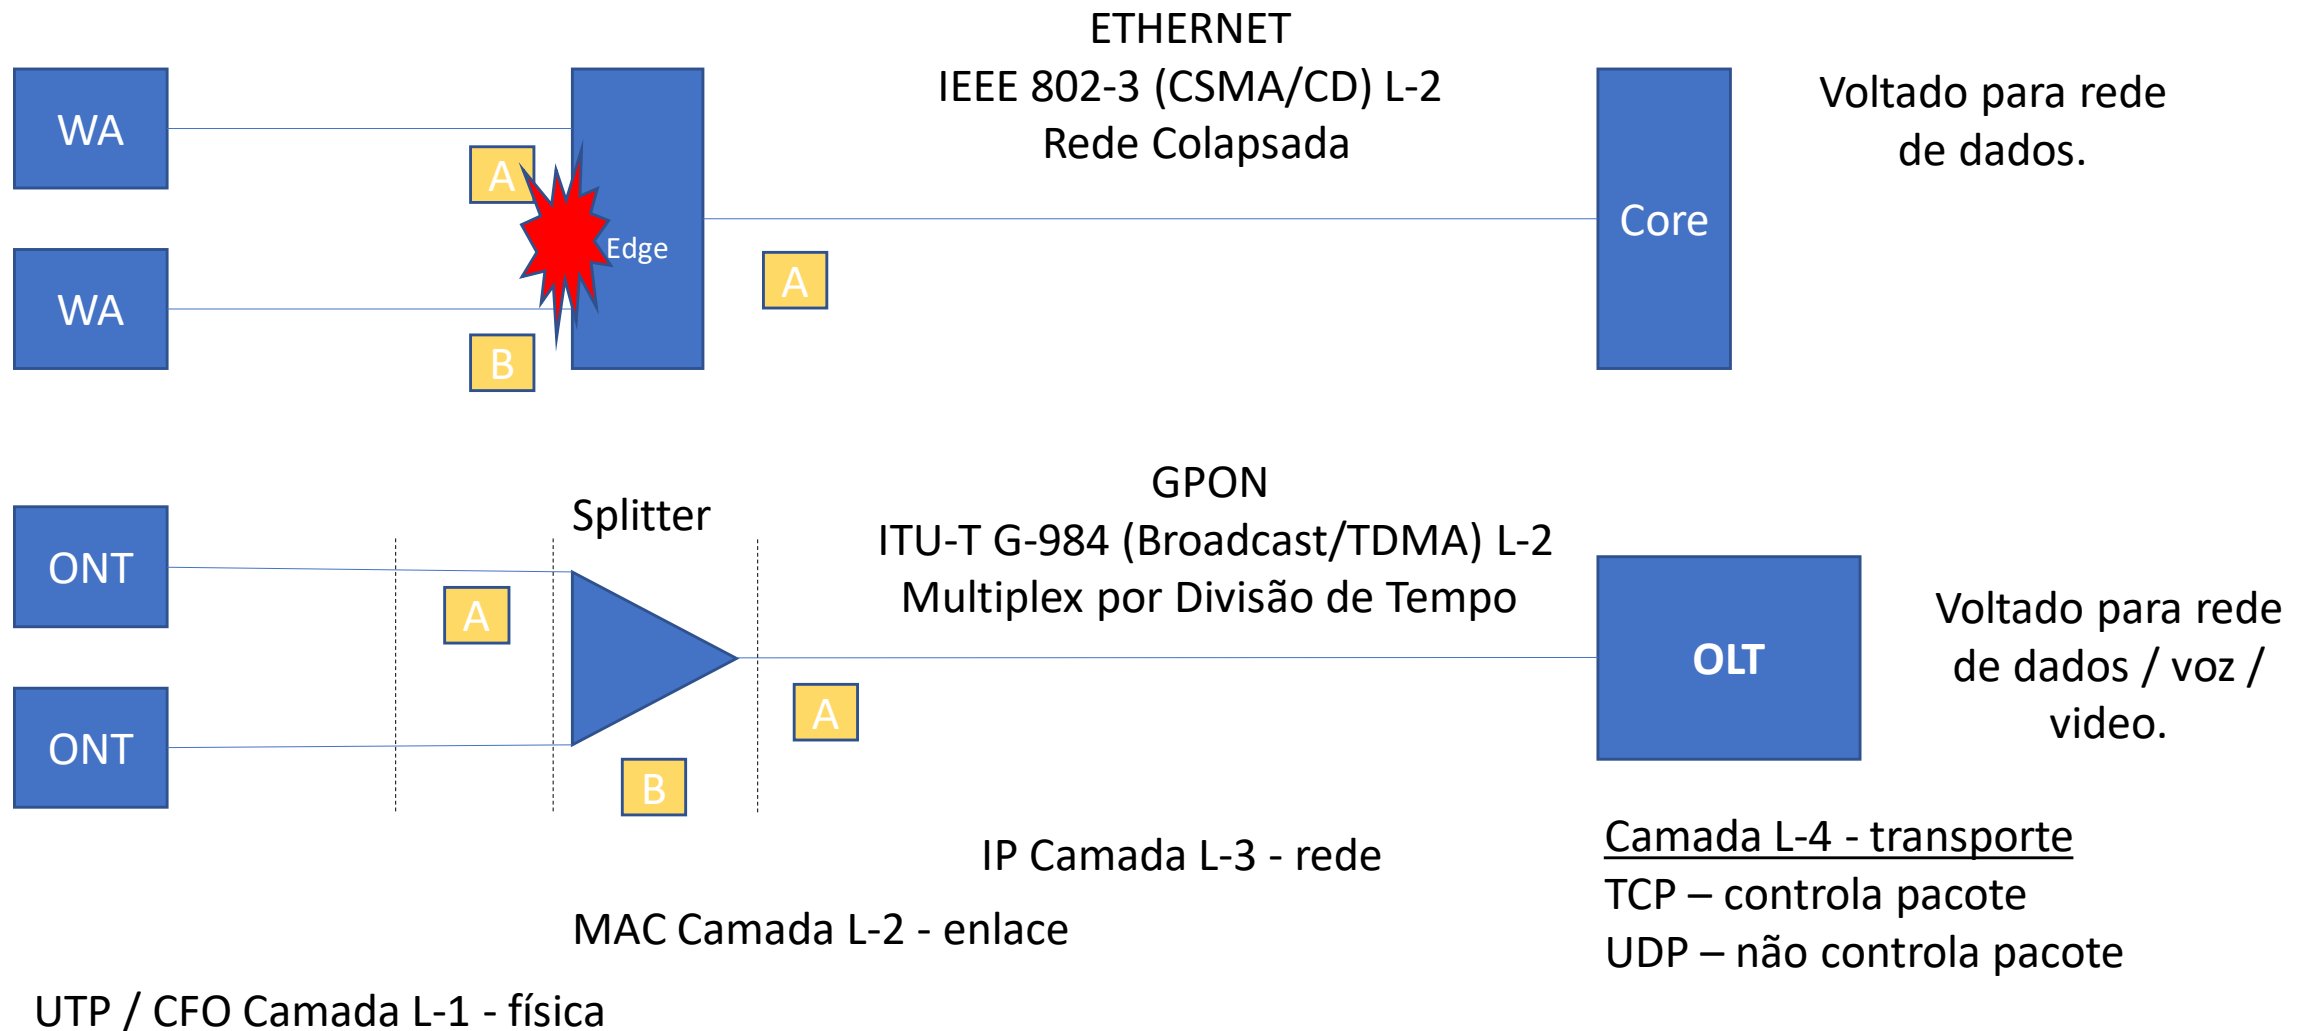 ETHERNET
IEEE 802-3 (CSMA/CD) L-2
Rede Colapsada
WA
WA
A
B
Edge
A
Core
Voltado para rede
de dados.
GPON
ITU-T G-984 (Broadcast/TDMA) L-2
Multiplex por Divisão de Tempo
Splitter
ONT
ONT
A
B
A
OLT
Voltado para rede
de dados / voz /
video.
IP Camada L-3 - rede
MAC Camada L-2 - enlace
UTP / CFO Camada L-1 - física
Camada L-4 - transporte
TCP – controla pacote
UDP – não controla pacote